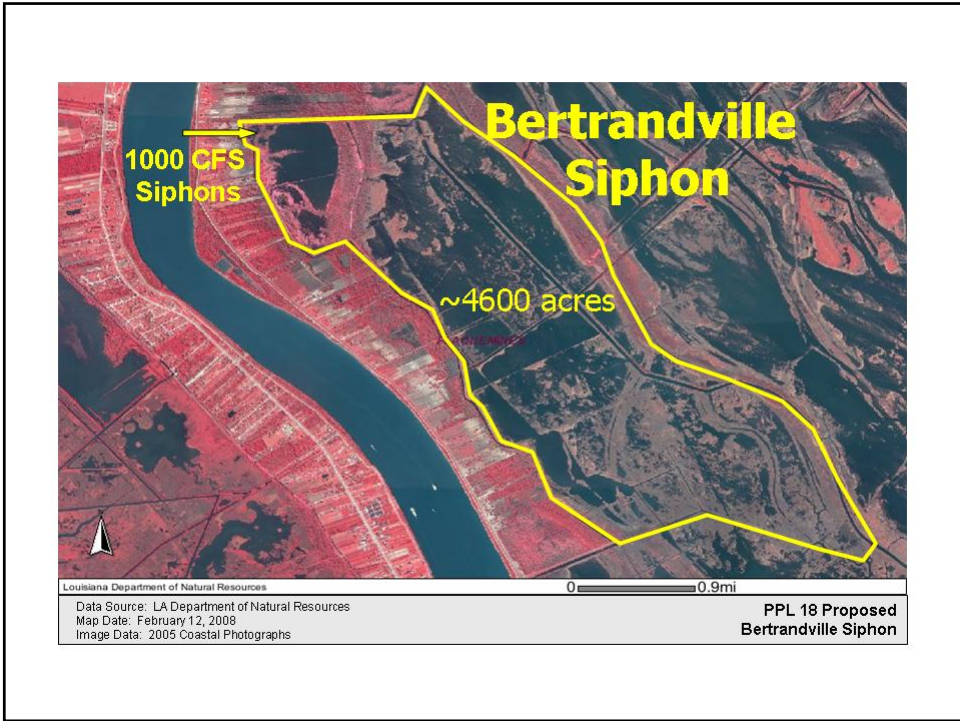 Bertrandville
Siphon
1000 CFS
Siphons
~4600 acres
PLAQUEMINES
Louisiana Department of Natural Resources
0 0.9mi
Data Source: LA Department of Natural Resources
Map Date: February 12, 2008
Image Data: 2005 Coastal Photographs
PPL 18 Proposed
Bertrandville Siphon